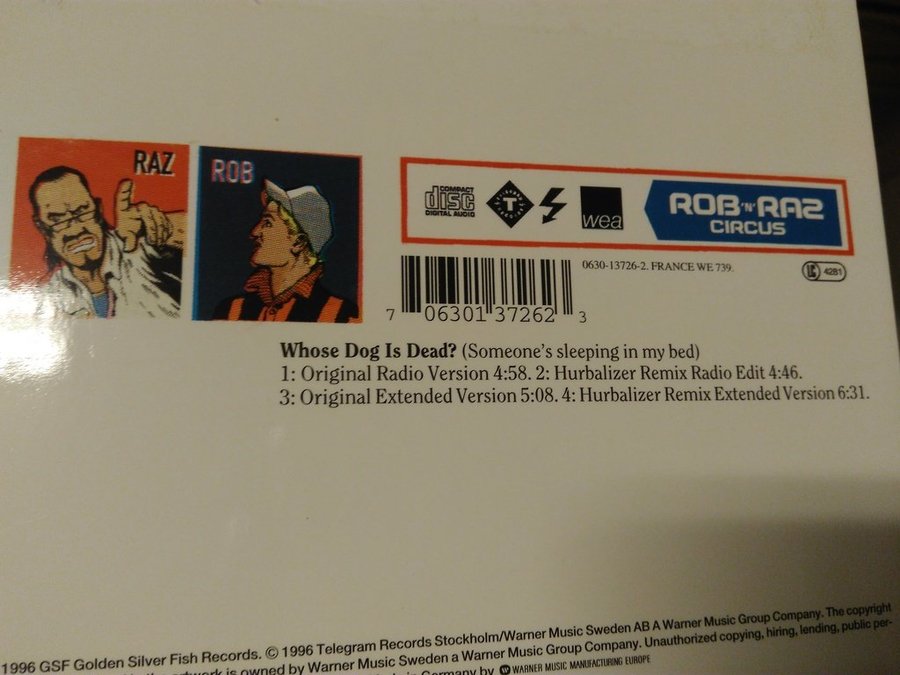 RAZ
ROB
COMPACT
disc
DIGITAL AUDIO
T
wea
ROB 'N' RAZ
CIRCUS
0630-13726-2. FRANCE WE 739.
LC 4281
7 06301 37262 3
Whose Dog Is Dead? (Someone's sleeping in my bed)
1: Original Radio Version 4:58. 2: Hurbalizer Remix Radio Edit 4:46.
3: Original Extended Version 5:08. 4: Hurbalizer Remix Extended Version 6:31.
1996 GSF Golden Silver Fish Records. © 1996 Telegram Records Stockholm/Warner Music Sweden AB A Warner Music Group Company. The copyright
artwork is owned by Warner Music Sweden a Warner Music Group Company. Unauthorized copying, hiring, lending, public per-
in Germany by WARNER MUSIC MANUFACTURING EUROPE